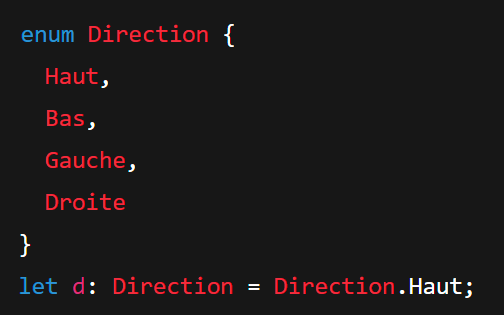 enum Direction {
  Haut,
  Bas,
  Gauche,
  Droite
}
let d: Direction = Direction.Haut;